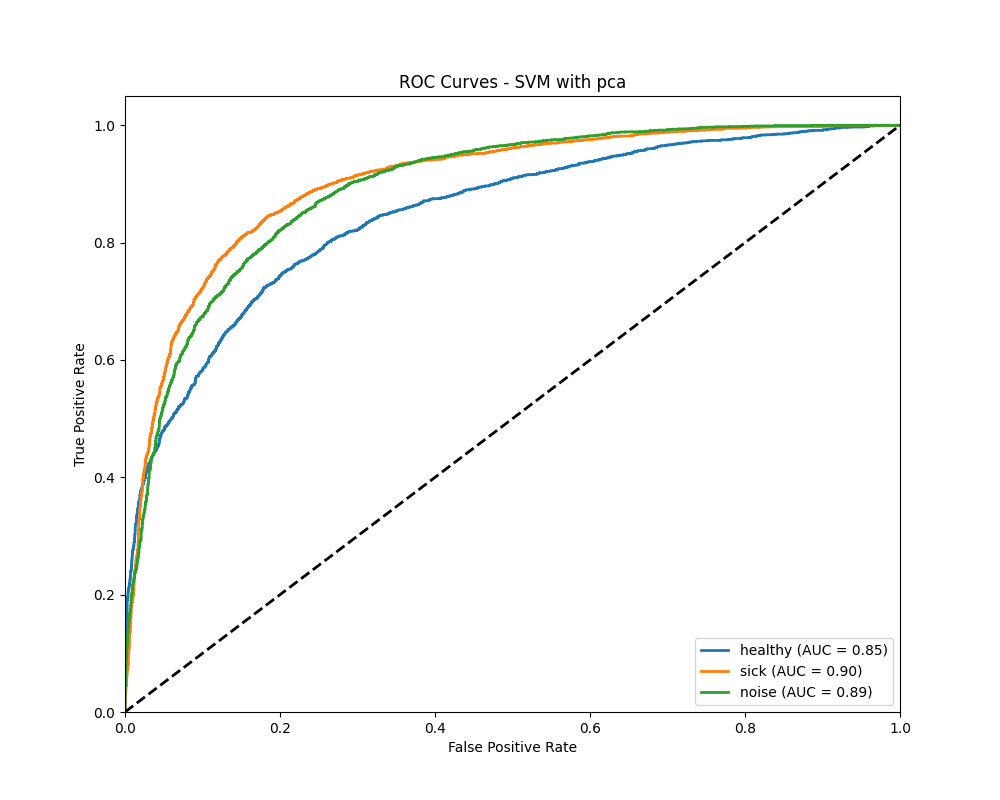 ROC Curves - SVM with pca
True Positive Rate
1.0
0.8
0.6
0.4
0.2
0.0
healthy (AUC = 0.85)
sick (AUC = 0.90)
noise (AUC = 0.89)
0.0 0.2 0.4 0.6 0.8 1.0
False Positive Rate